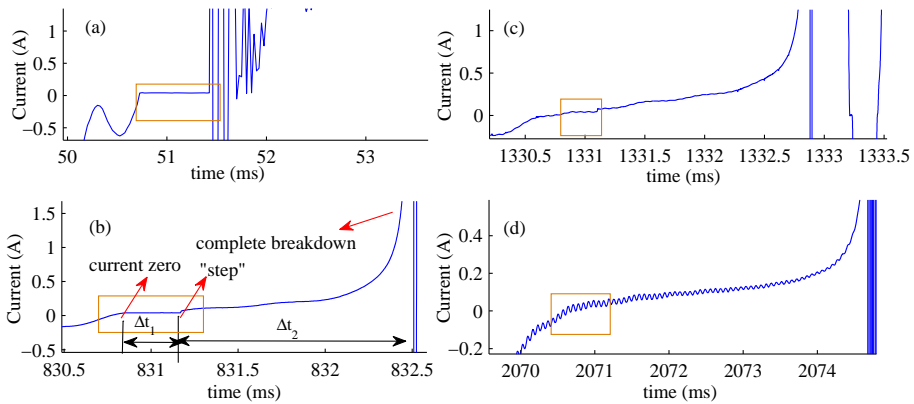 (a)
Current (A)
1
0.5
0
−0.5
50
51
52
53
time (ms)
(c)
Current (A)
1
0.5
0
1330.5
1331
1331.5
1332
1332.5
1333
1333.5
time (ms)
(b)
Current (A)
1.5
1
0.5
0
−0.5
complete breakdown
"step"
current zero
Δt1
Δt2
830.5
831
831.5
832
832.5
time (ms)
(d)
Current (A)
0.4
0.2
0
−0.2
2070
2071
2072
2073
2074
time (ms)